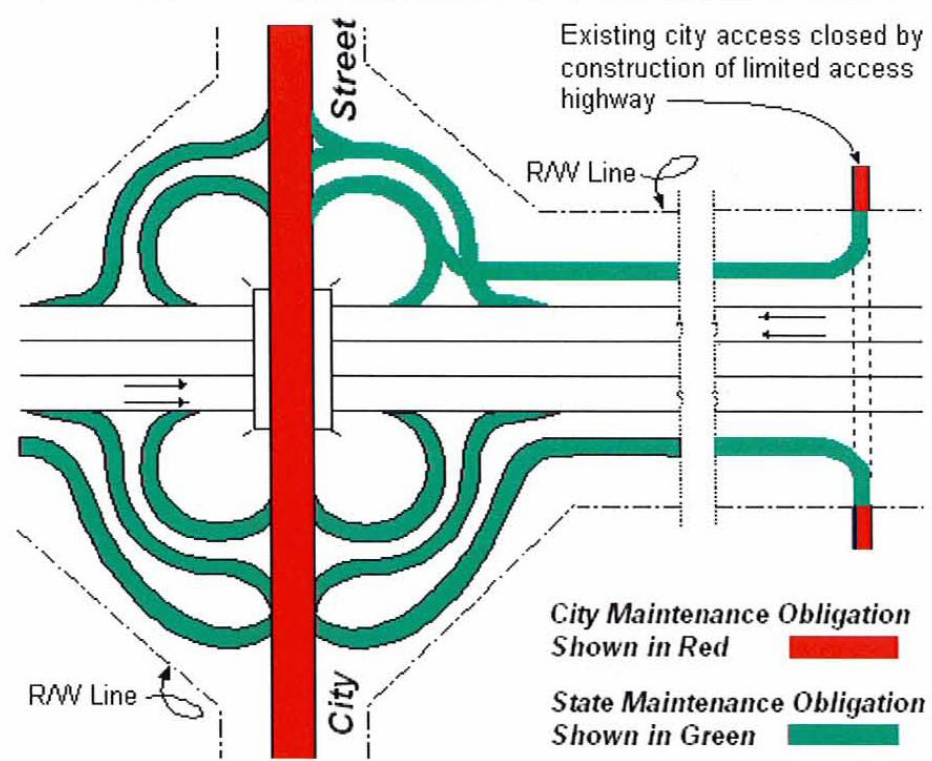 Street
Existing city access closed by
construction of limited access
highway
R/W Line
City Maintenance Obligation
Shown in Red
R/W Line
City
State Maintenance Obligation
Shown in Green